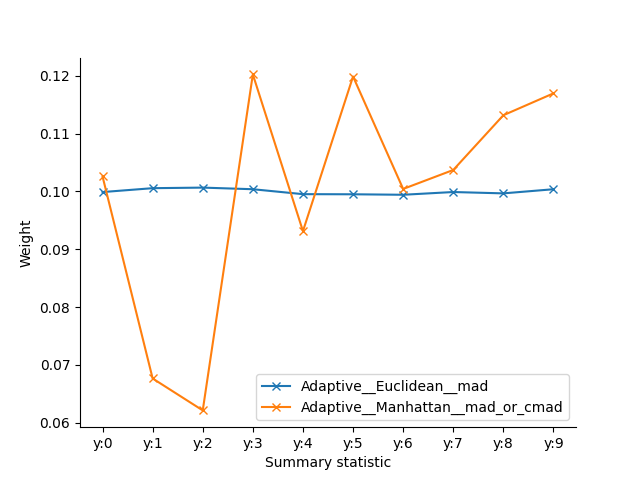 0.12
0.11
0.10
0.09
0.08
0.07
0.06
Weight
y:0 y:1 y:2 y:3 y:4 y:5 y:6 y:7 y:8 y:9
Summary statistic
Adaptive__Euclidean__mad
Adaptive__Manhattan__mad_or_cmad